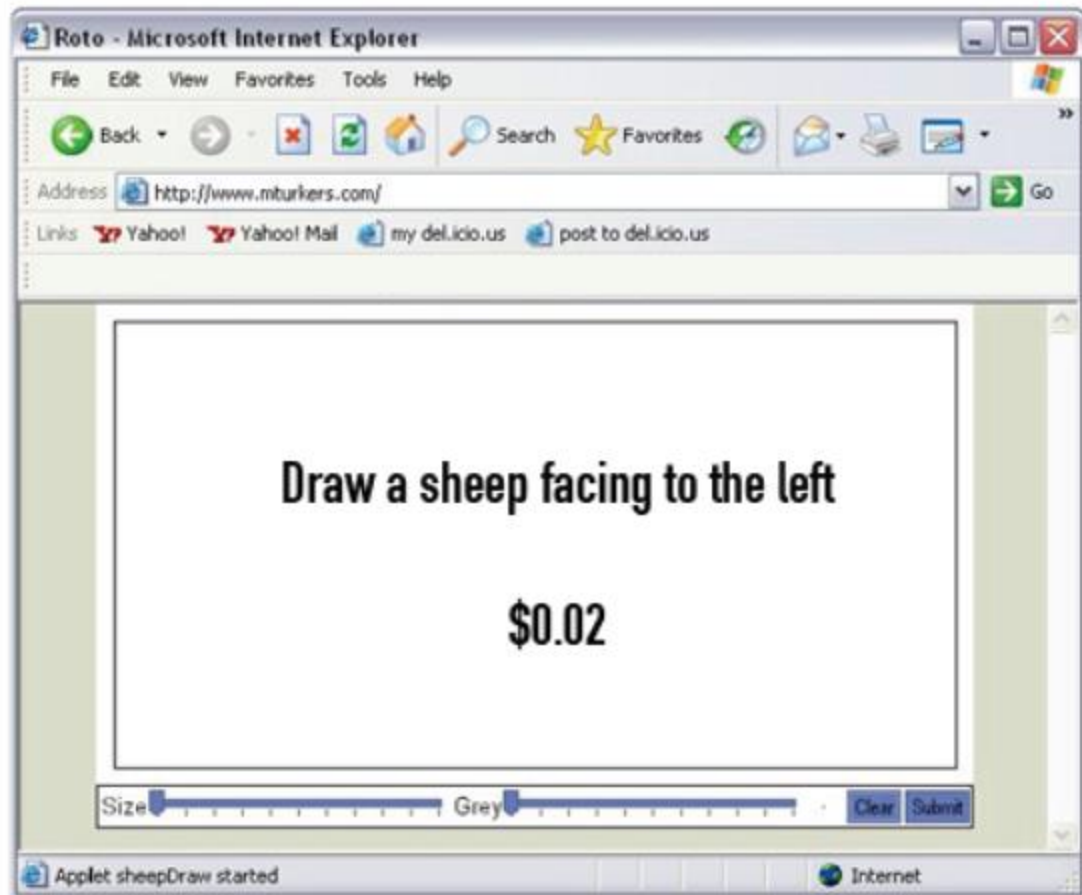 Roto - Microsoft Internet Explorer
File Edit View Favorites Tools Help
Back Search Favorites »
Address http://www.mturkers.com/ Go
Links Yahoo! Yahoo! Mail my del.icio.us post to del.icio.us
Draw a sheep facing to the left
$0.02
Size Grey Clear Submit
Applet sheepDraw started Internet